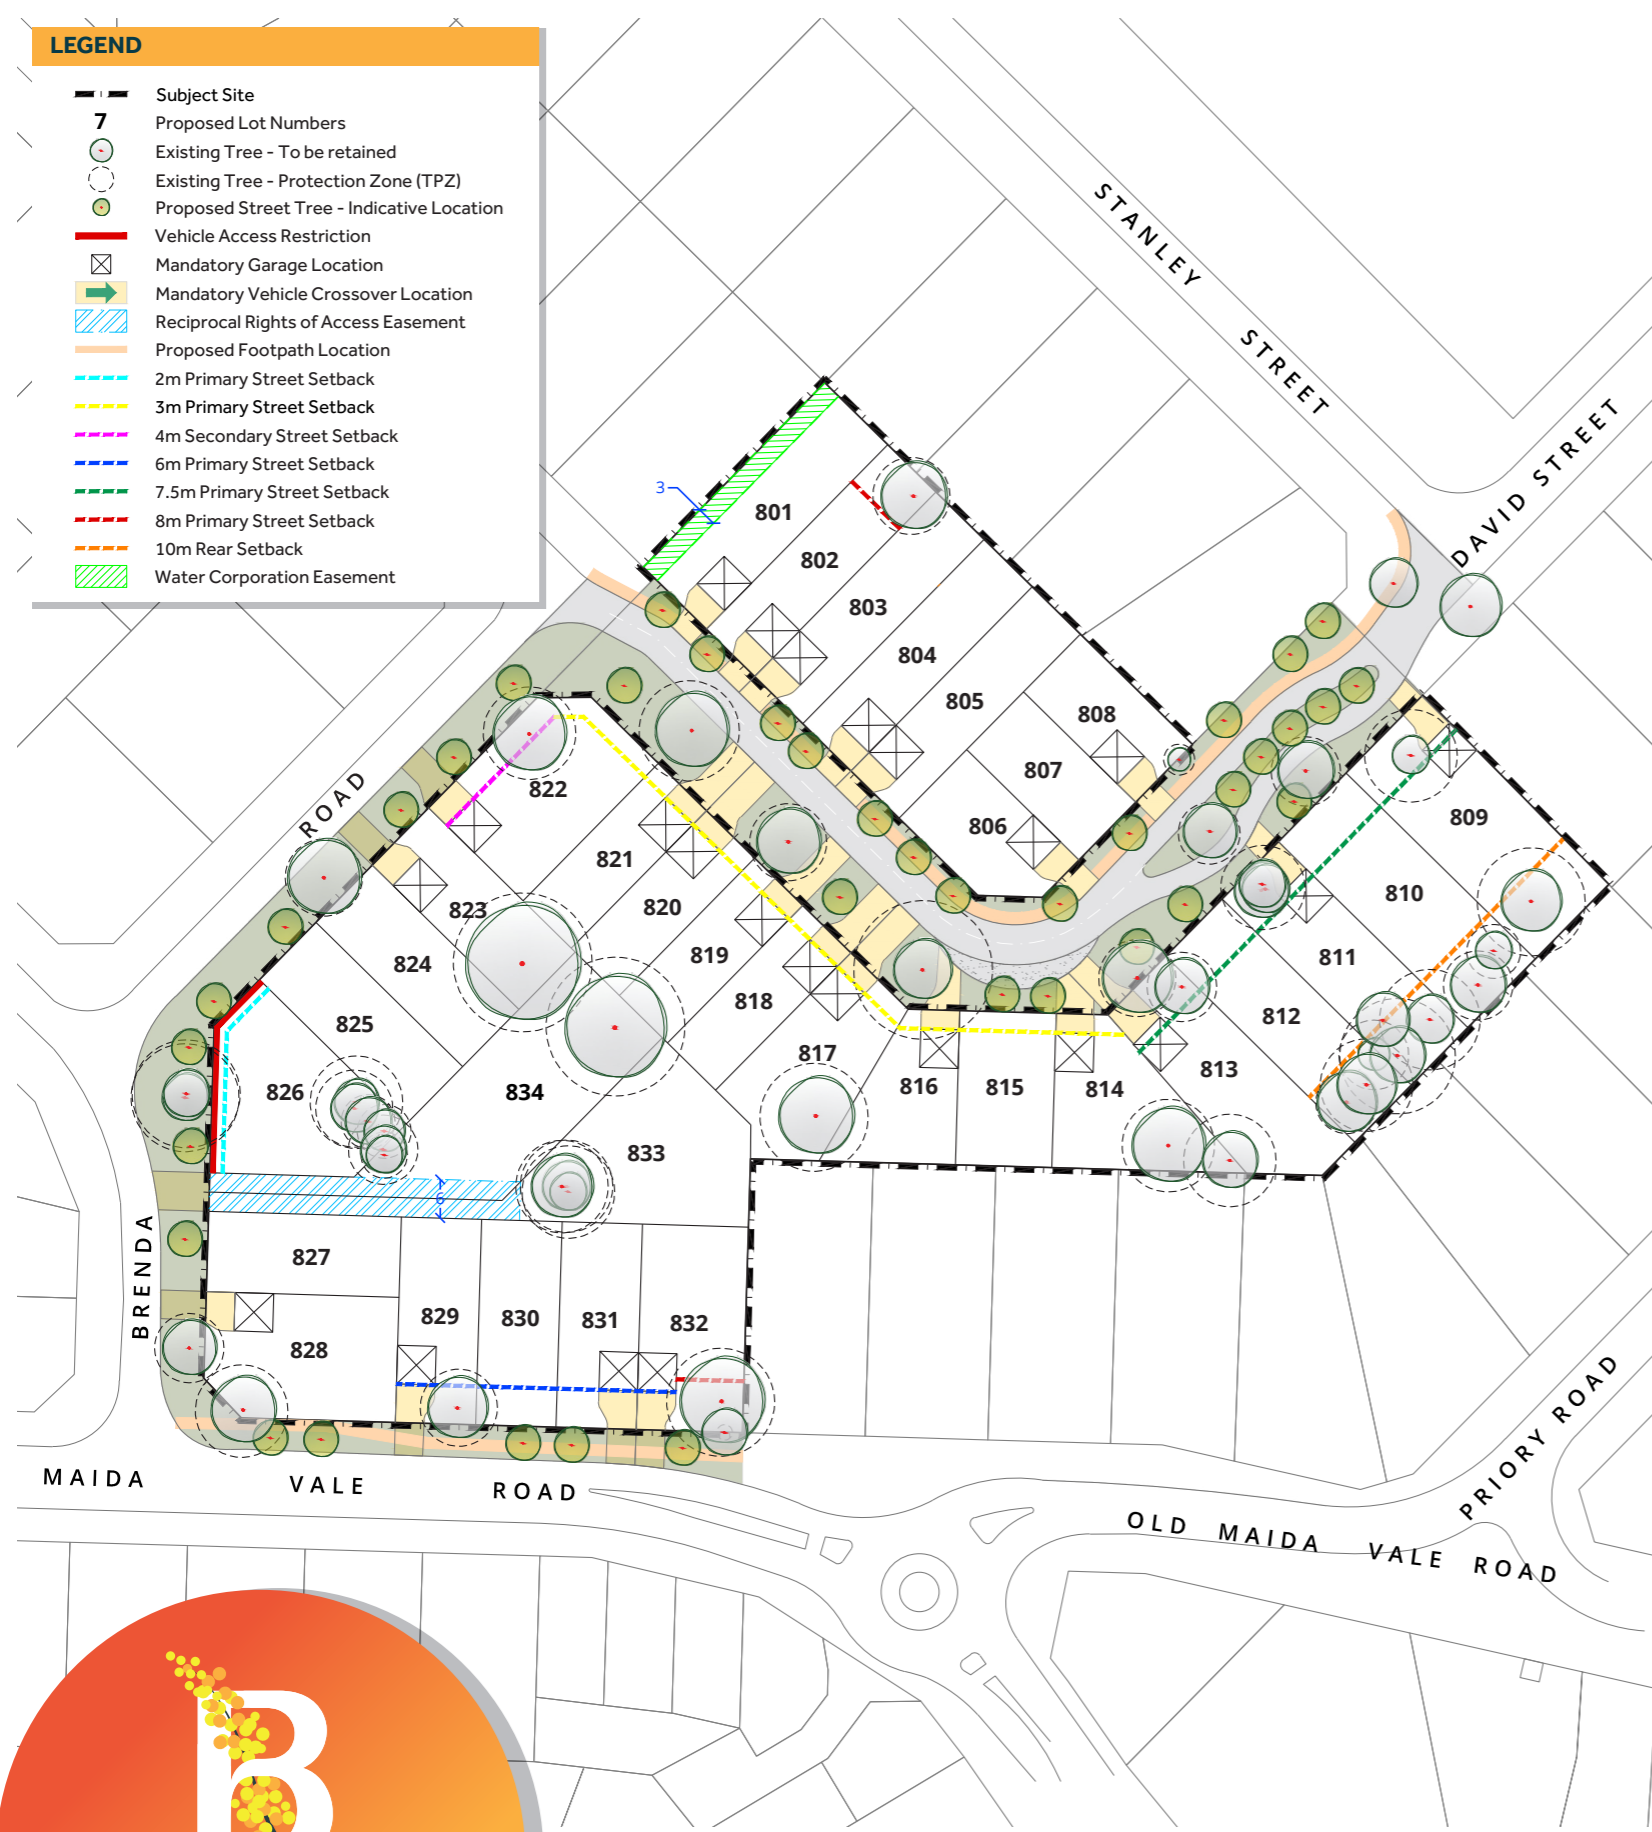 LEGEND
Subject Site
7 Proposed Lot Numbers
Existing Tree - To be retained
Existing Tree - Protection Zone (TPZ)
Proposed Street Tree - Indicative Location
Vehicle Access Restriction
Mandatory Garage Location
Mandatory Vehicle Crossover Location
Reciprocal Rights of Access Easement
Proposed Footpath Location
2m Primary Street Setback
3m Primary Street Setback
4m Secondary Street Setback
6m Primary Street Setback
7.5m Primary Street Setback
8m Primary Street Setback
10m Rear Setback
Water Corporation Easement
STANLEY STREET
DAVID STREET
3
801
802
803
804
805
808
807
806
809
810
811
812
813
822
821
820
819
818
817
816
815
814
823
824
825
826
834
833
6
827
828
829
830
831
832
BRENDA ROAD
MAIDA VALE ROAD
OLD MAIDA VALE ROAD
PRIORY ROAD
B